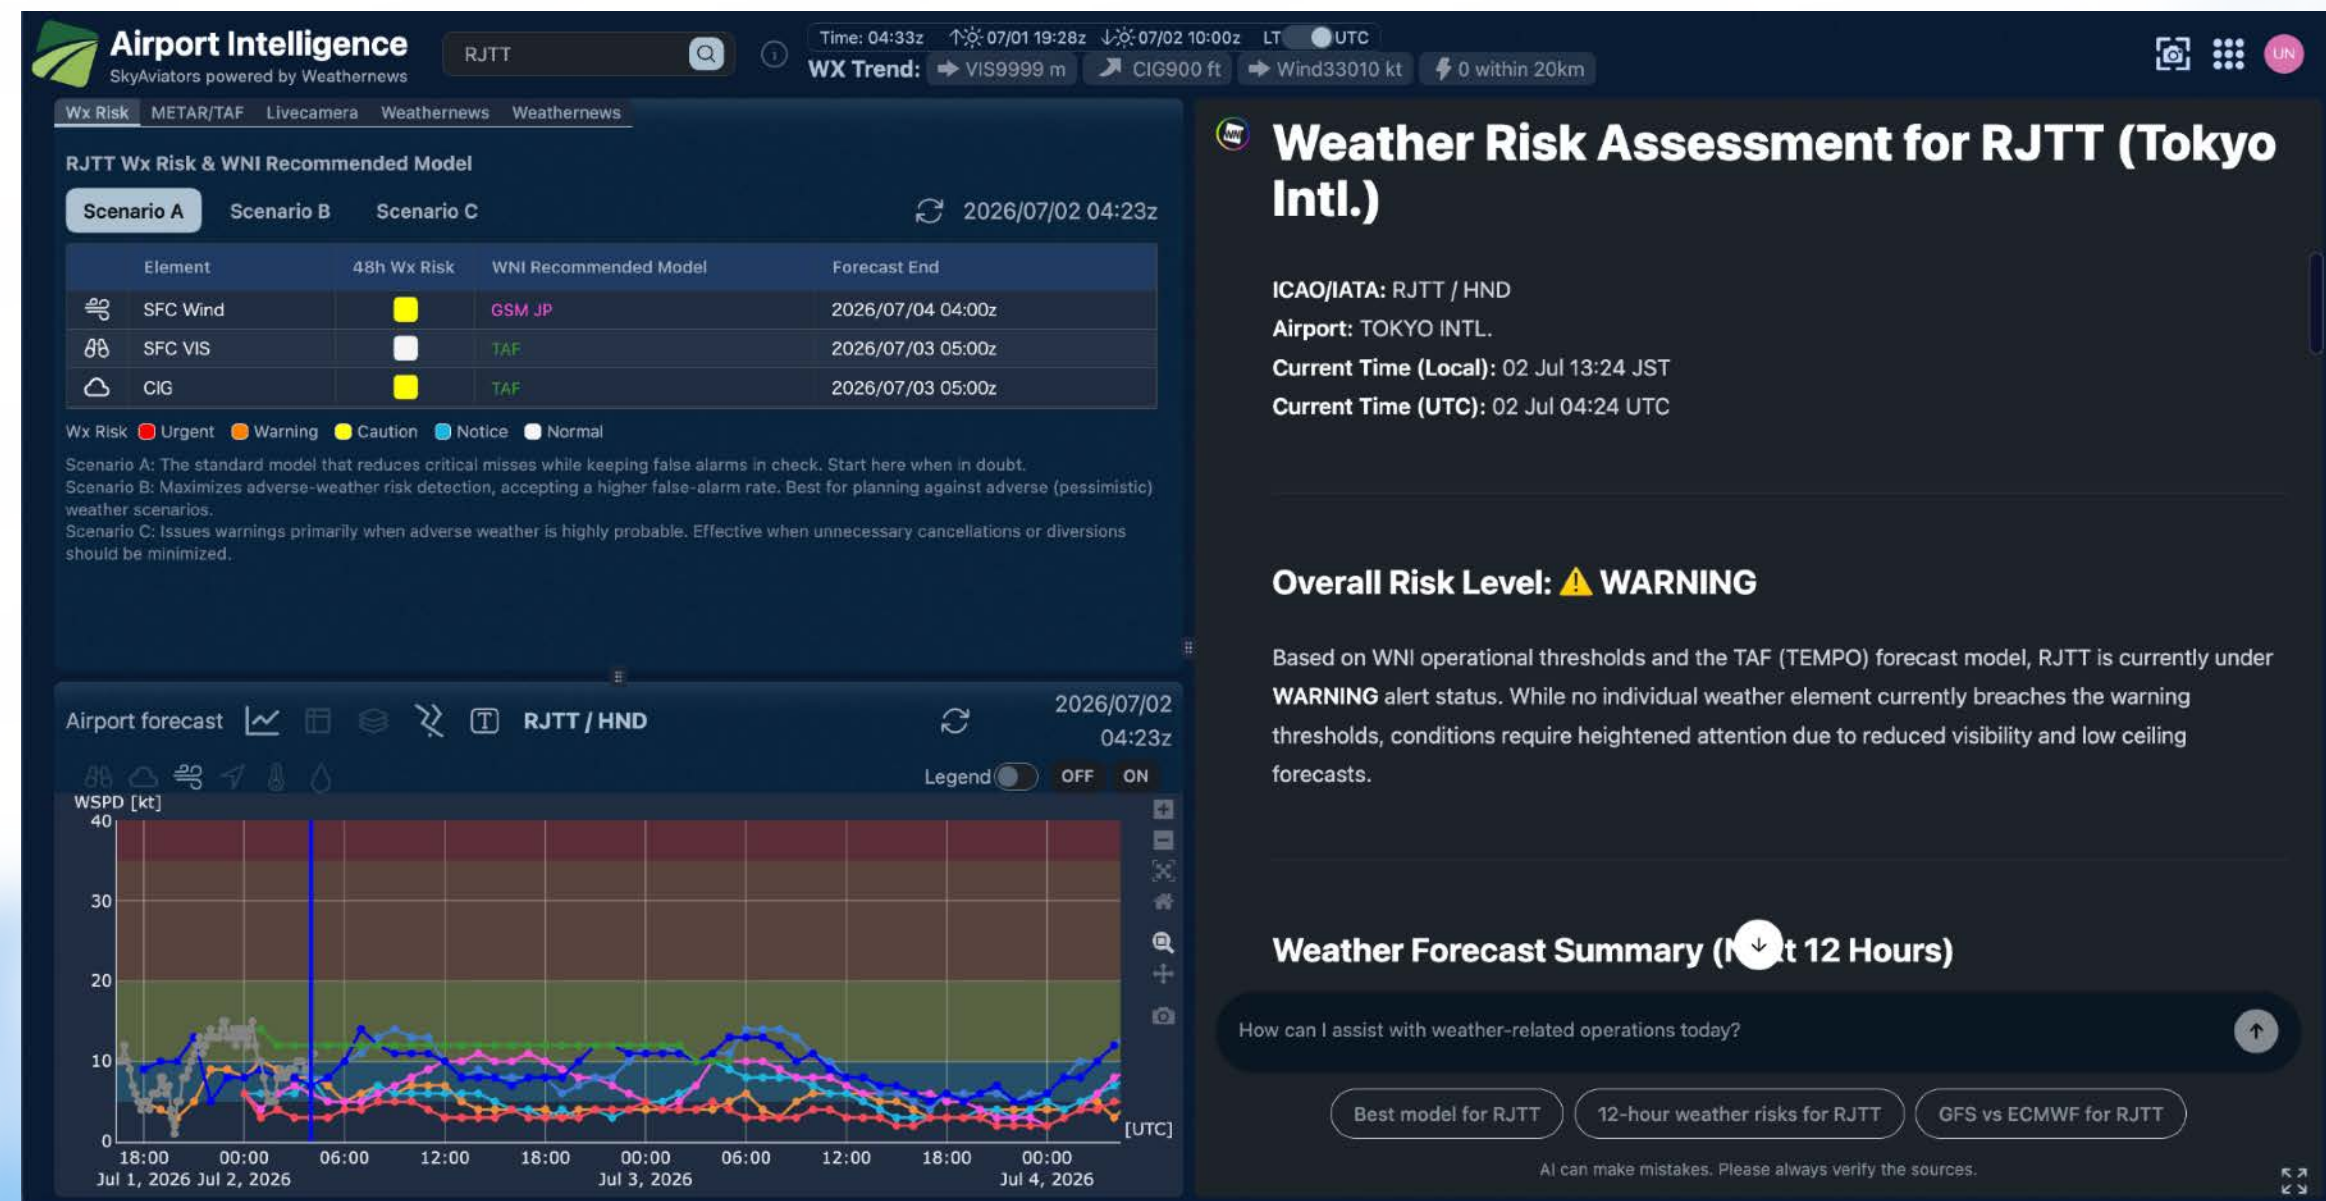 Airport Intelligence
SkyAviators powered by Weathernews
RJTT
Time: 04:33z 07/01 19:28z 07/02 10:00z LT UTC
WX Trend: VIS9999 m CIG900 ft Wind33010 kt 0 within 20km
UN
Wx Risk METAR/TAF Livecamera Weathernews Weathernews
RJTT Wx Risk & WNI Recommended Model
Scenario A Scenario B Scenario C 2026/07/02 04:23z
Element 48h Wx Risk WNI Recommended Model Forecast End
SFC Wind GSM JP 2026/07/04 04:00z
SFC VIS TAF 2026/07/03 05:00z
CIG TAF 2026/07/03 05:00z
Wx Risk Urgent Warning Caution Notice Normal
Scenario A: The standard model that reduces critical misses while keeping false alarms in check. Start here when in doubt.
Scenario B: Maximizes adverse-weather risk detection, accepting a higher false-alarm rate. Best for planning against adverse (pessimistic)
weather scenarios.
Scenario C: Issues warnings primarily when adverse weather is highly probable. Effective when unnecessary cancellations or diversions
should be minimized.
Airport forecast T RJTT / HND 2026/07/02
04:23z
Legend OFF ON
WSPD [kt]
40
30
20
10
0
[UTC]
18:00 00:00 06:00 12:00 18:00 00:00 06:00 12:00 18:00 00:00
Jul 1, 2026 Jul 2, 2026 Jul 3, 2026 Jul 4, 2026
WN
Weather Risk Assessment for RJTT (Tokyo
Intl.)
ICAO/IATA: RJTT / HND
Airport: TOKYO INTL.
Current Time (Local): 02 Jul 13:24 JST
Current Time (UTC): 02 Jul 04:24 UTC
Overall Risk Level: ⚠ WARNING
Based on WNI operational thresholds and the TAF (TEMPO) forecast model, RJTT is currently under
WARNING alert status. While no individual weather element currently breaches the warning
thresholds, conditions require heightened attention due to reduced visibility and low ceiling
forecasts.
Weather Forecast Summary ( 12 Hours)
How can I assist with weather-related operations today?
Best model for RJTT 12-hour weather risks for RJTT GFS vs ECMWF for RJTT
AI can make mistakes. Please always verify the sources.